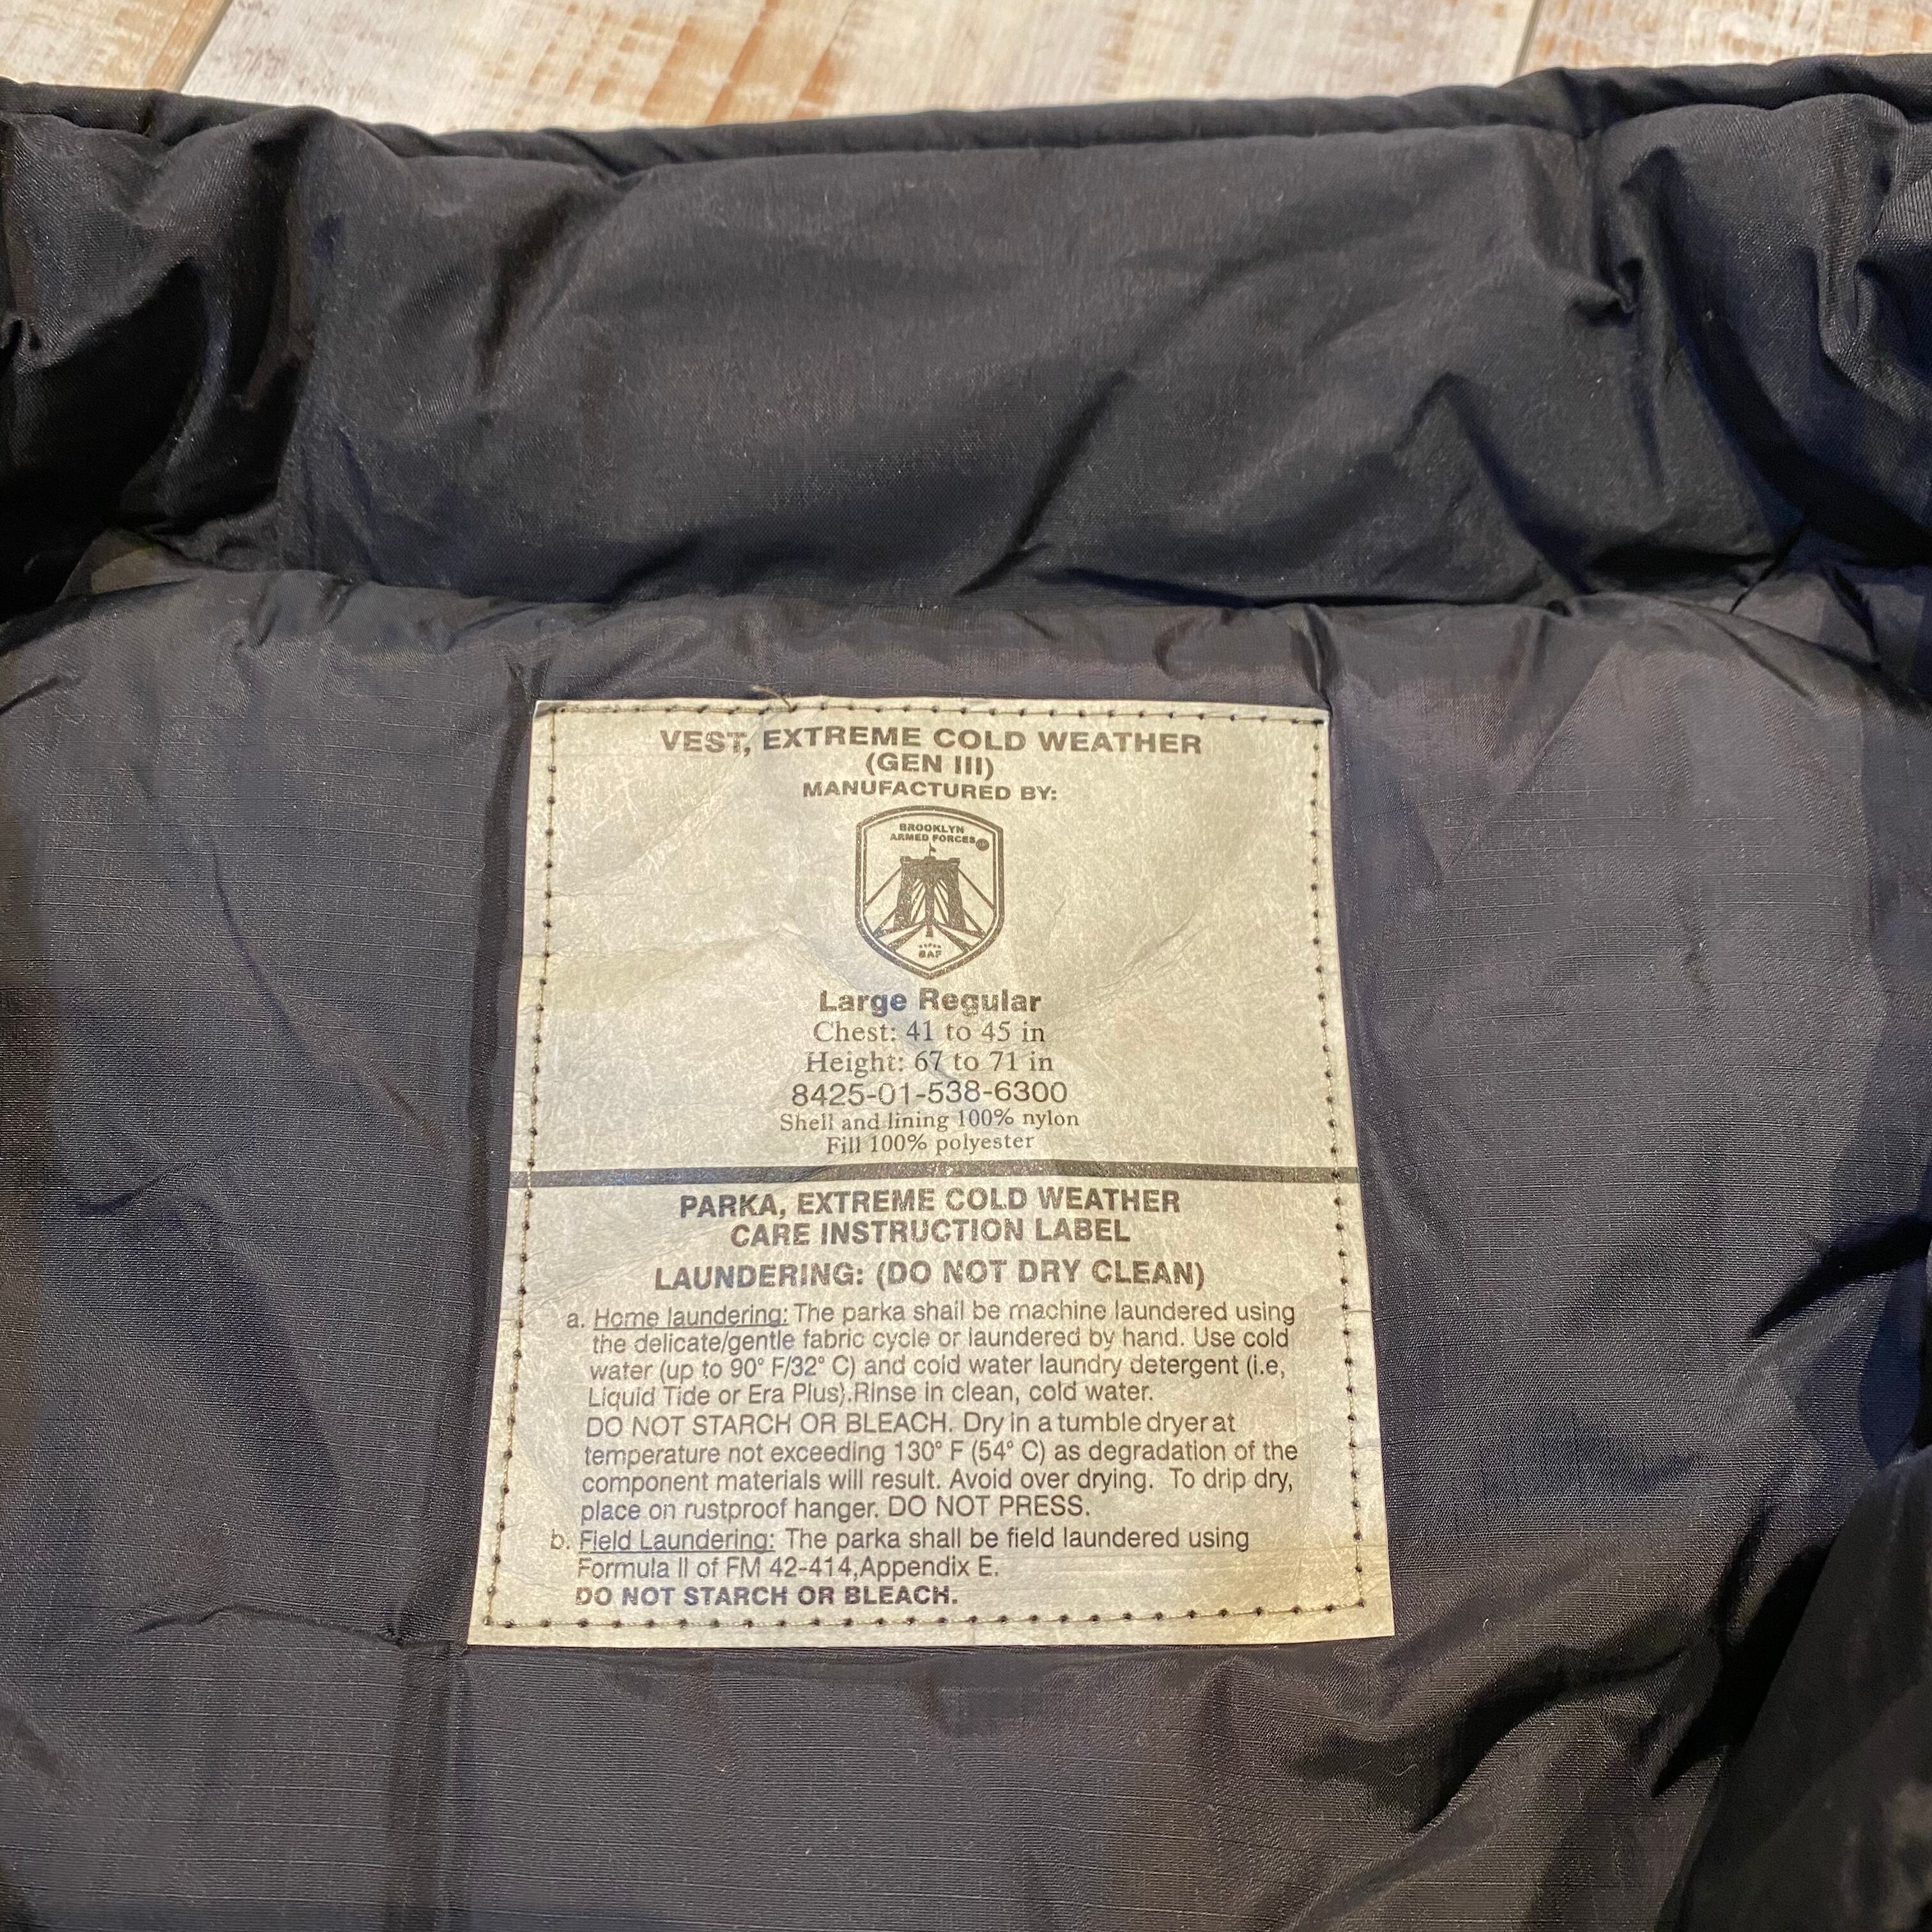 VEST, EXTREME COLD WEATHER
(GEN III)
MANUFACTURED BY:
BROOKLYN
ARMED FORCES
BAF
Large Regular
Chest: 41 to 45 in
Height: 67 to 71 in
8425-01-538-6300
Shell and lining 100% nylon
Fill 100% polyester
PARKA, EXTREME COLD WEATHER
CARE INSTRUCTION LABEL
LAUNDERING: (DO NOT DRY CLEAN)
a. Home laundering: The parka shail be machine laundered using
the delicate/gentle fabric cycle or laundered by hand. Use cold
water (up to 90° F/32° C) and cold water laundry detergent (i.e,
Liquid Tide or Era Plus).Rinse in clean, cold water.
DO NOT STARCH OR BLEACH. Dry in a tumble dryer at
temperature not exceeding 130° F (54° C) as degradation of the
component materials will result. Avoid over drying. To drip dry,
place on rustproof hanger. DO NOT PRESS.
b. Field Laundering: The parka shall be field laundered using
Formula II of FM 42-414,Appendix E.
DO NOT STARCH OR BLEACH.